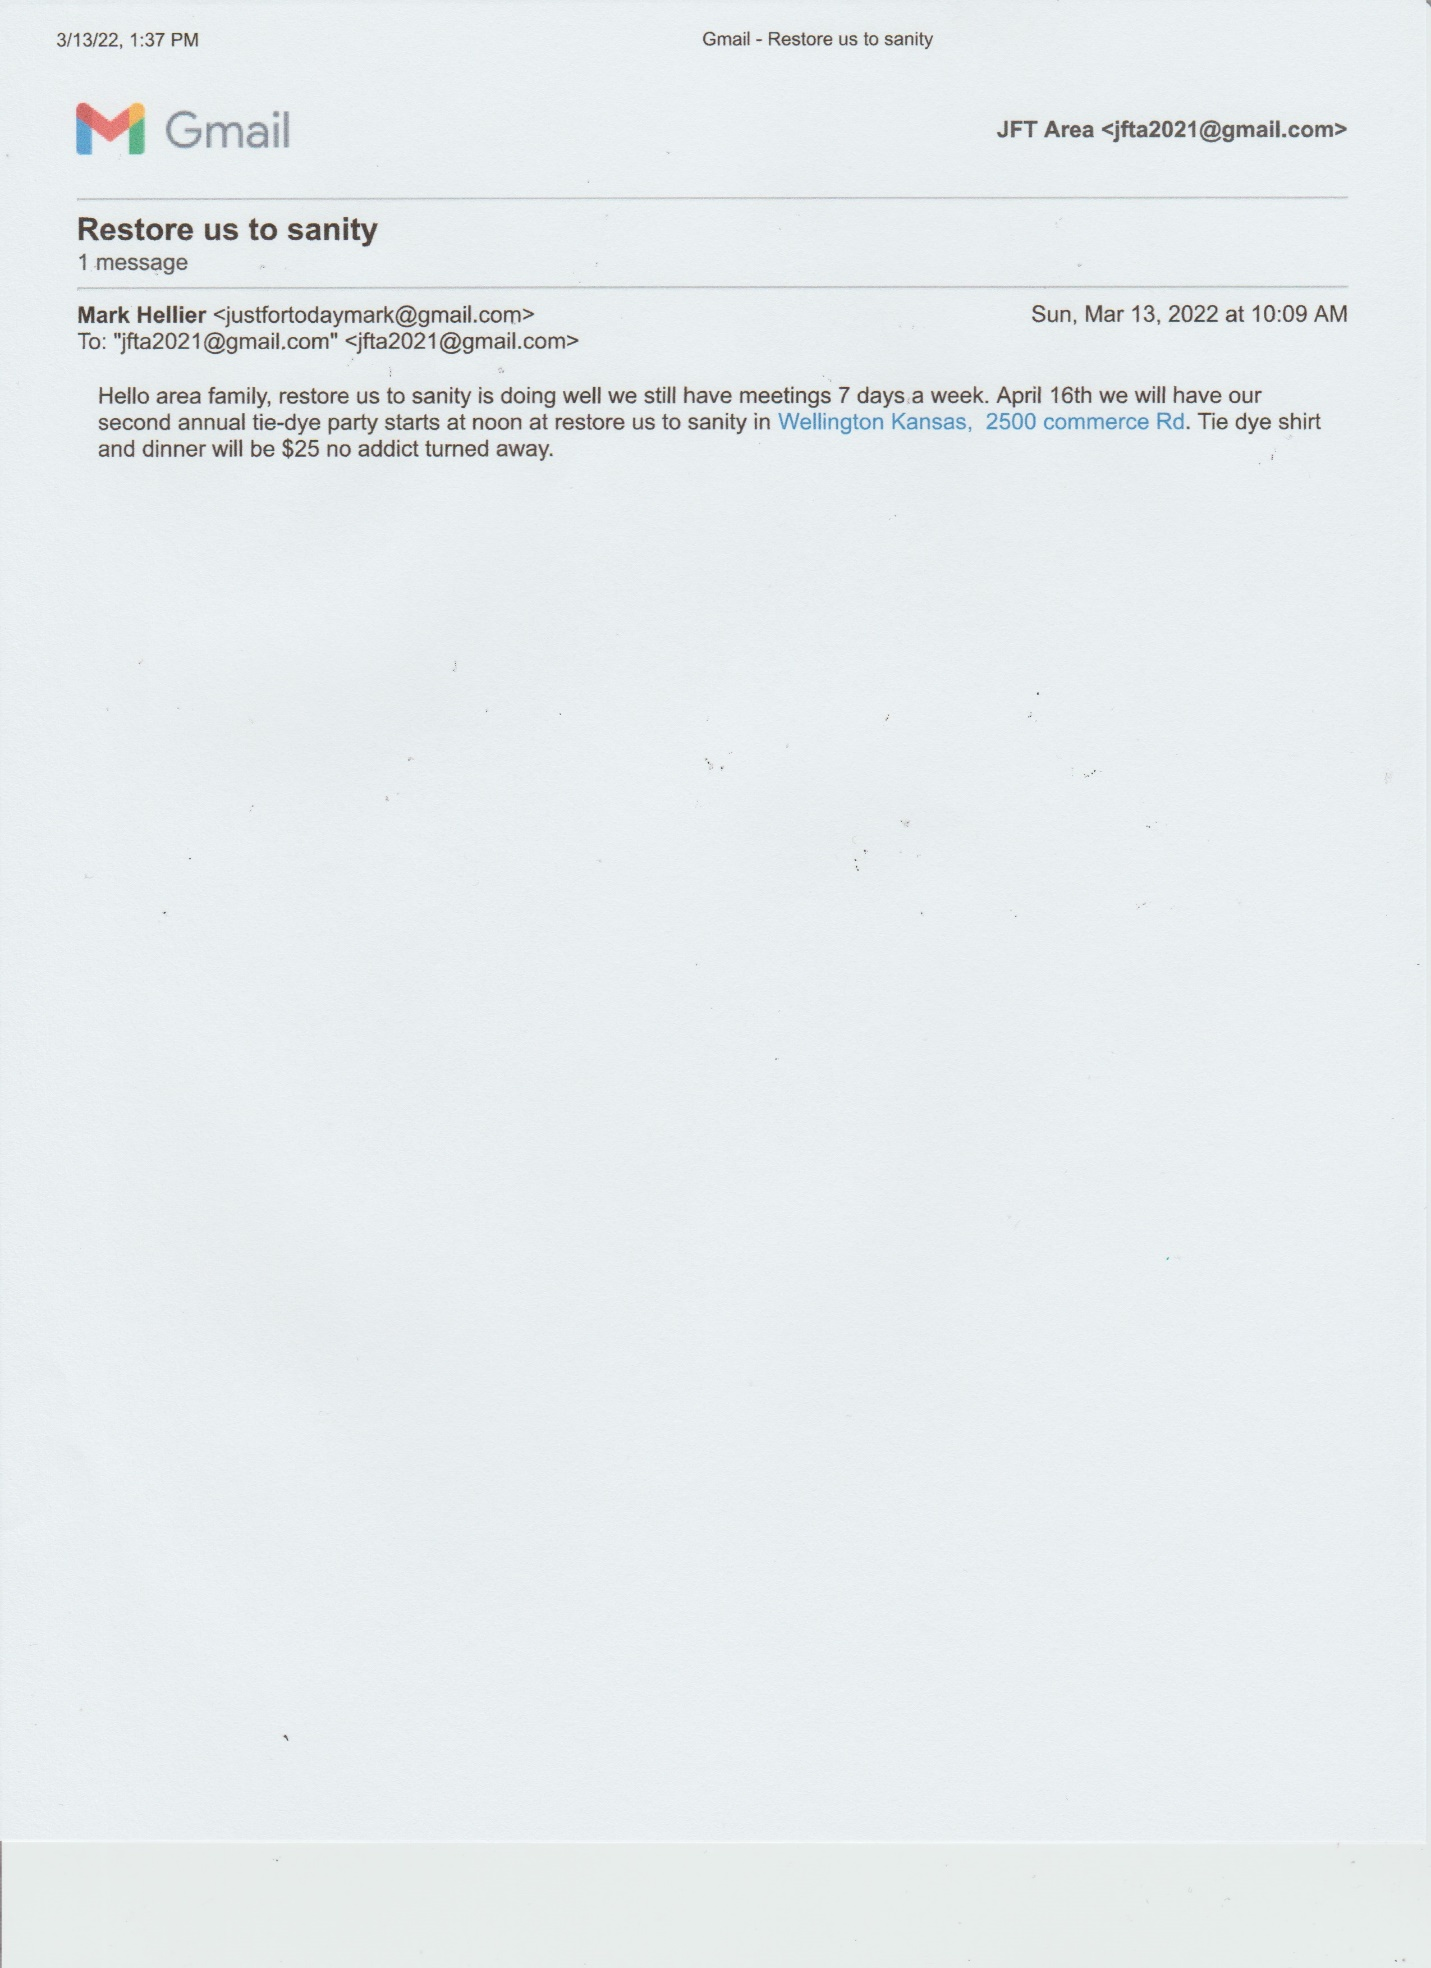 3/13/22, 1:37 PM
Gmail - Restore us to sanity
Gmail
JFT Area <jfta2021@gmail.com>
Restore us to sanity
1 message
Mark Hellier <justfortodaymark@gmail.com>
Sun, Mar 13, 2022 at 10:09 AM
To: "jfta2021@gmail.com" <jfta2021@gmail.com>
Hello area family, restore us to sanity is doing well we still have meetings 7 days a week. April 16th we will have our
second annual tie-dye party starts at noon at restore us to sanity in Wellington Kansas,  2500 commerce Rd. Tie dye shirt
and dinner will be $25 no addict turned away.